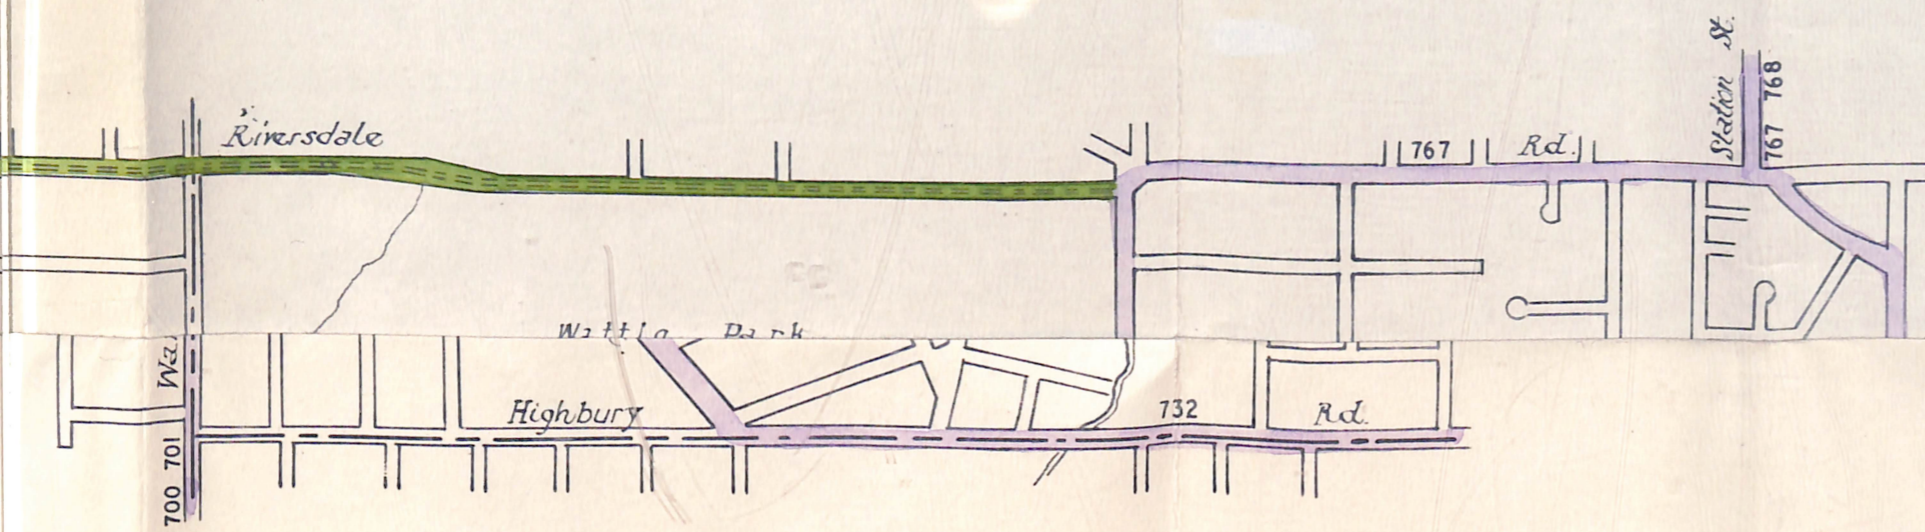 Riversdale
767
Rd.
Station St.
767 768
Wattle Park
Wa
Highbury
732
Rd.
700 701